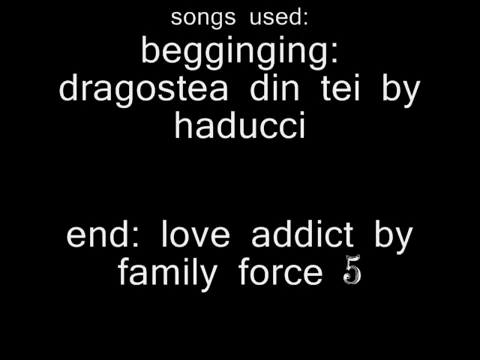 songs used:
begginging:
dragostea din tei by
haducci
end: love addict by
family force 5